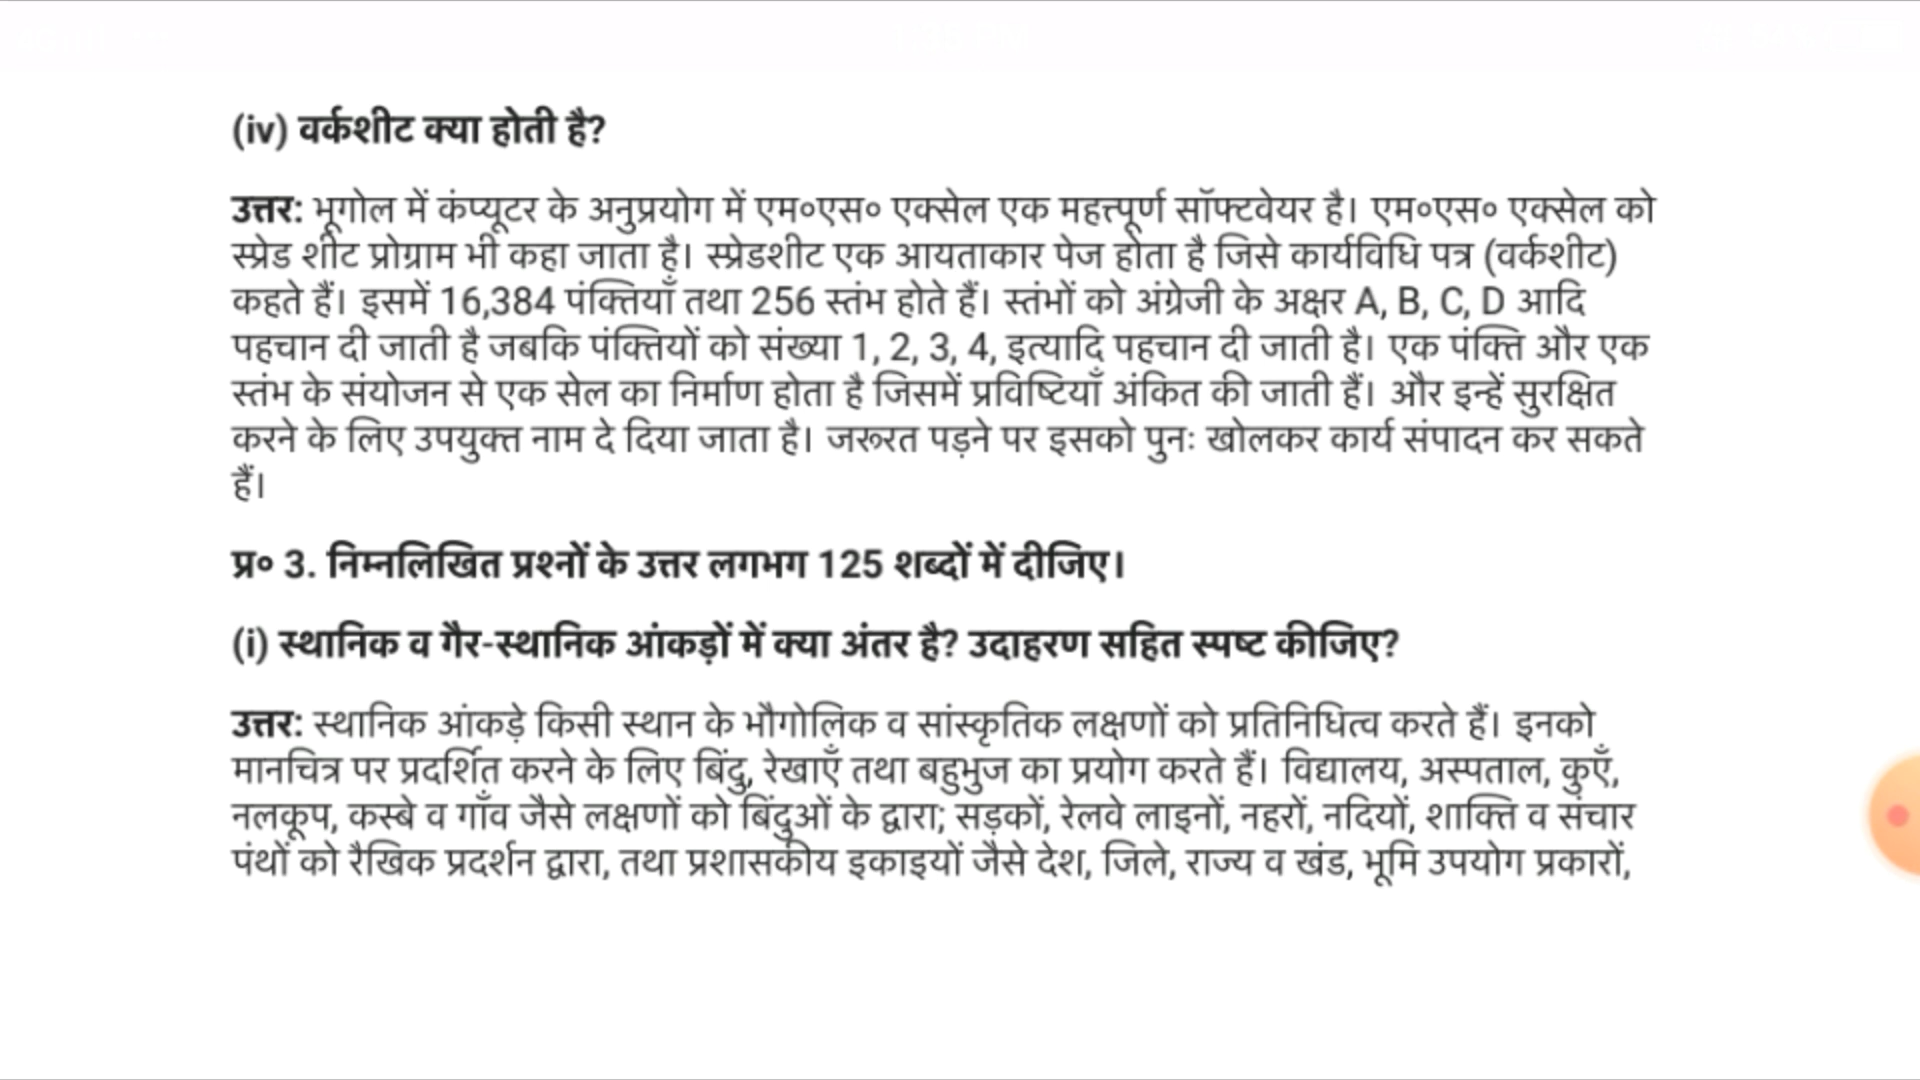 (iv) वर्कशीट क्या होती है?
उत्तर: भूगोल में कंप्यूटर के अनुप्रयोग में एम०एस० एक्सेल एक महत्त्पूर्ण सॉफ्टवेयर है। एम०एस० एक्सेल को
स्प्रेड शीट प्रोग्राम भी कहा जाता है। स्प्रेडशीट एक आयताकार पेज होता है जिसे कार्यविधि पत्र (वर्कशीट)
कहते हैं। इसमें 16,384 पंक्तियाँ तथा 256 स्तंभ होते हैं। स्तंभों को अंग्रेजी के अक्षर A, B, C, D आदि
पहचान दी जाती है जबकि पंक्तियों को संख्या 1, 2, 3, 4, इत्यादि पहचान दी जाती है। एक पंक्ति और एक
स्तंभ के संयोजन से एक सेल का निर्माण होता है जिसमें प्रविष्टियाँ अंकित की जाती हैं। और इन्हें सुरक्षित
करने के लिए उपयुक्त नाम दे दिया जाता है। जरूरत पड़ने पर इसको पुनः खोलकर कार्य संपादन कर सकते
हैं।
प्र० 3. निम्नलिखित प्रश्नों के उत्तर लगभग 125 शब्दों में दीजिए।
(i) स्थानिक व गैर-स्थानिक आंकड़ों में क्या अंतर है? उदाहरण सहित स्पष्ट कीजिए?
उत्तर: स्थानिक आंकड़े किसी स्थान के भौगोलिक व सांस्कृतिक लक्षणों को प्रतिनिधित्व करते हैं। इनको
मानचित्र पर प्रदर्शित करने के लिए बिंदु, रेखाएँ तथा बहुभुज का प्रयोग करते हैं। विद्यालय, अस्पताल, कुएँ,
नलकूप, कस्बे व गाँव जैसे लक्षणों को बिंदुओं के द्वारा; सड़कों, रेलवे लाइनों, नहरों, नदियों, शाक्ति व संचार
पंथों को रैखिक प्रदर्शन द्वारा, तथा प्रशासकीय इकाइयों जैसे देश, जिले, राज्य व खंड, भूमि उपयोग प्रकारों,